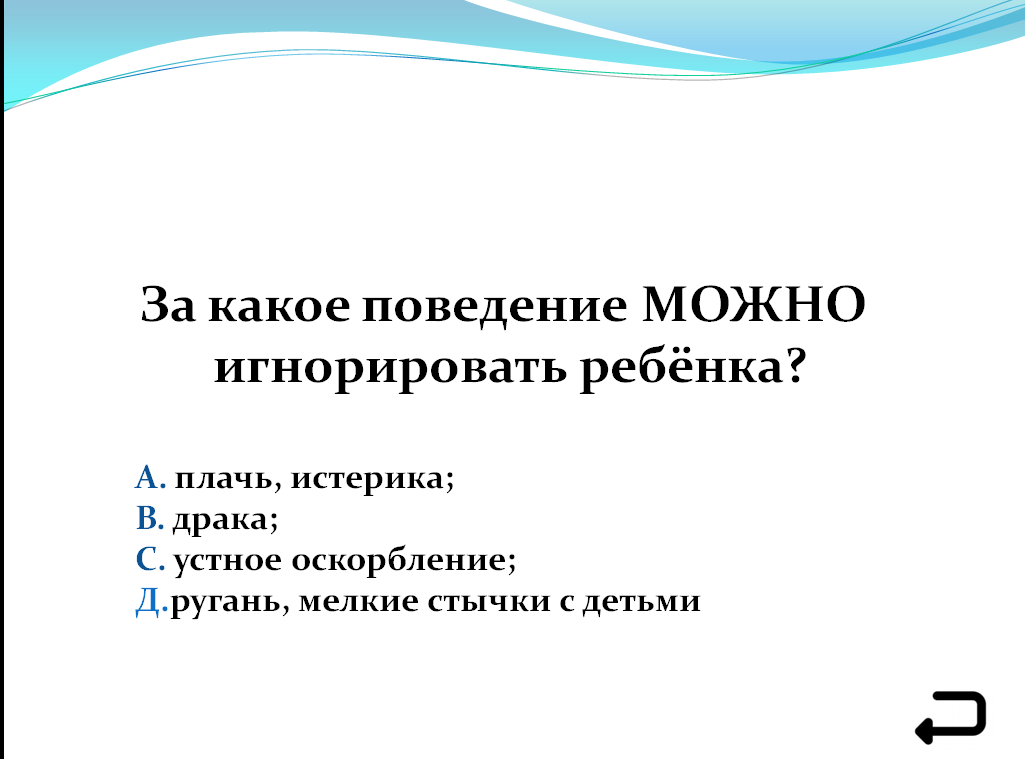 За какое поведение МОЖНО
игнорировать ребёнка?
А. плачь, истерика;
В. драка;
С. устное оскорбление;
Д.ругань, мелкие стычки с детьми